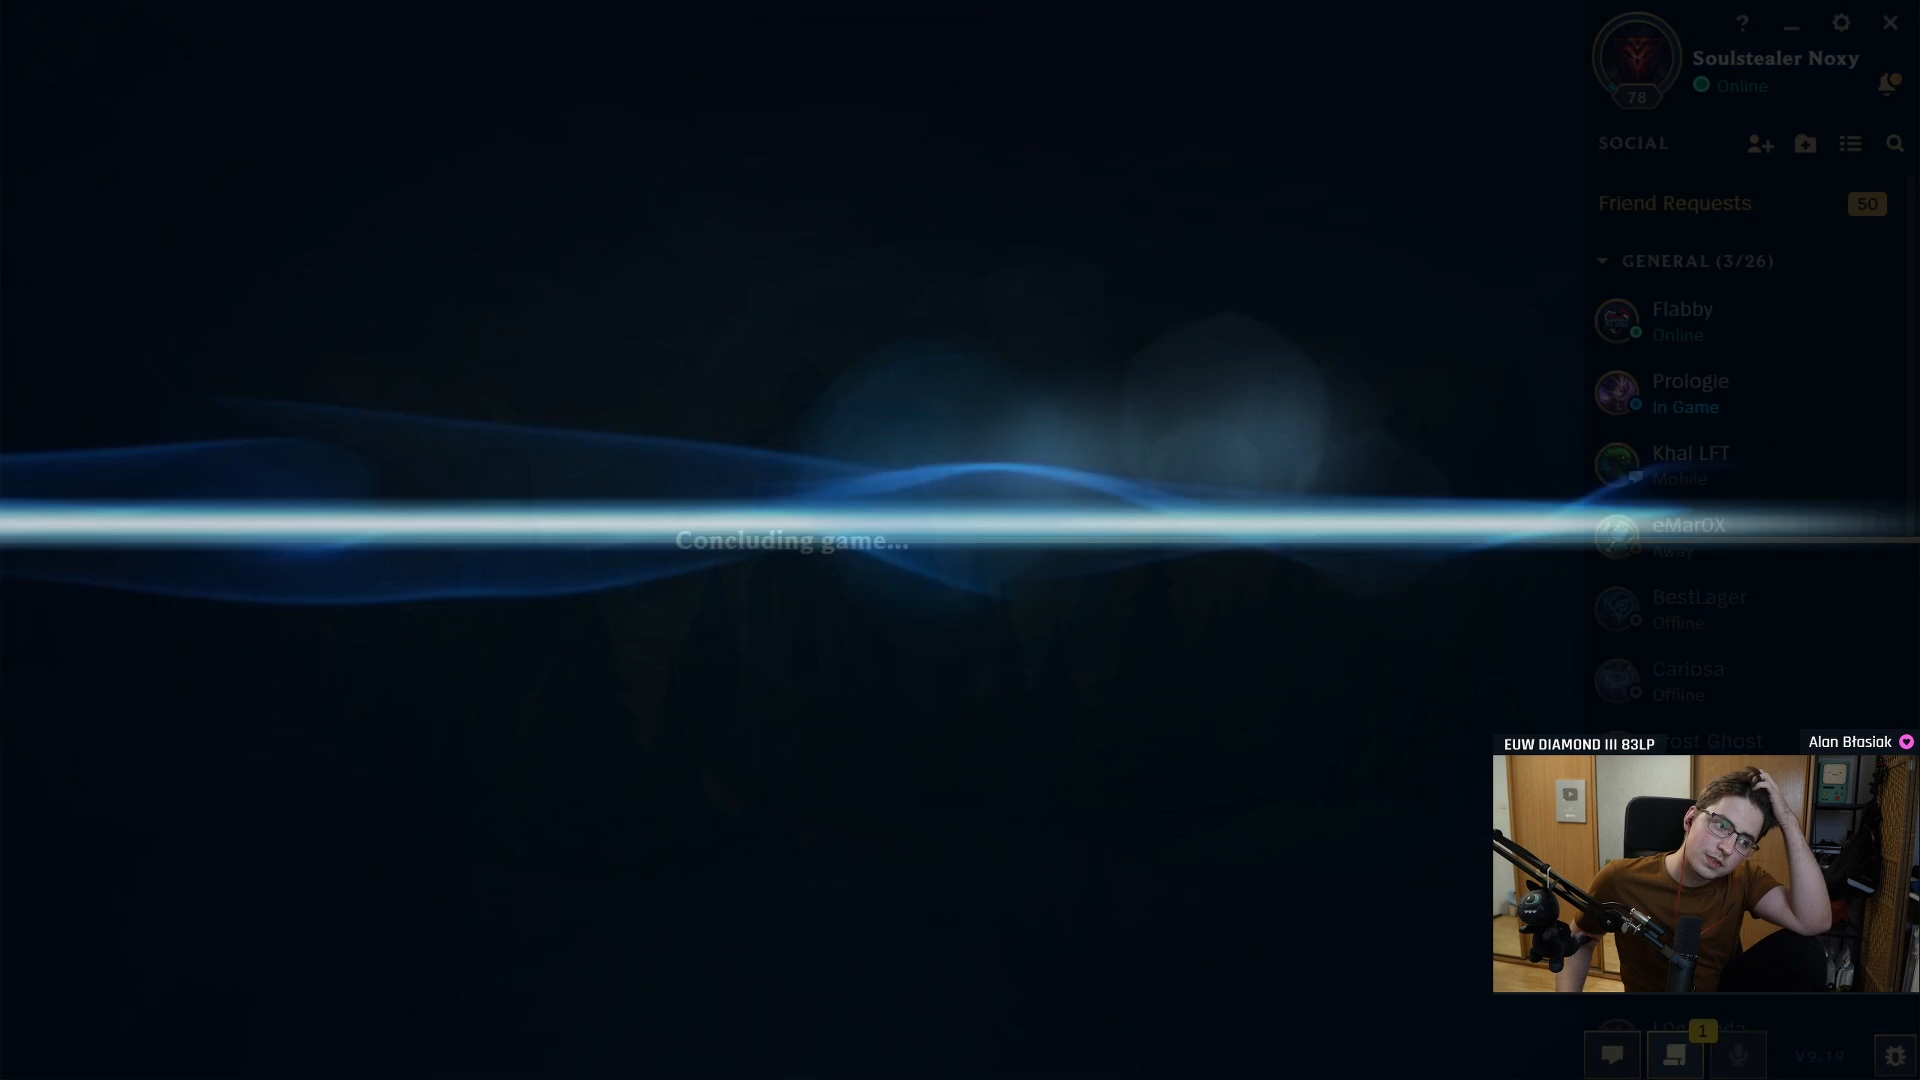 Soulstealer Noxy
Online
78
SOCIAL
Friend Requests
50
GENERAL (3/26)
Flabby
Online
Prologie
In Game
Khal LFT
Mobile
Concluding game...
eMarOX
Away
BestLager
Offline
Cariosa
Offline
EUW DIAMOND III 83LP
Ghost
Alan Błasiak
1
V9.19